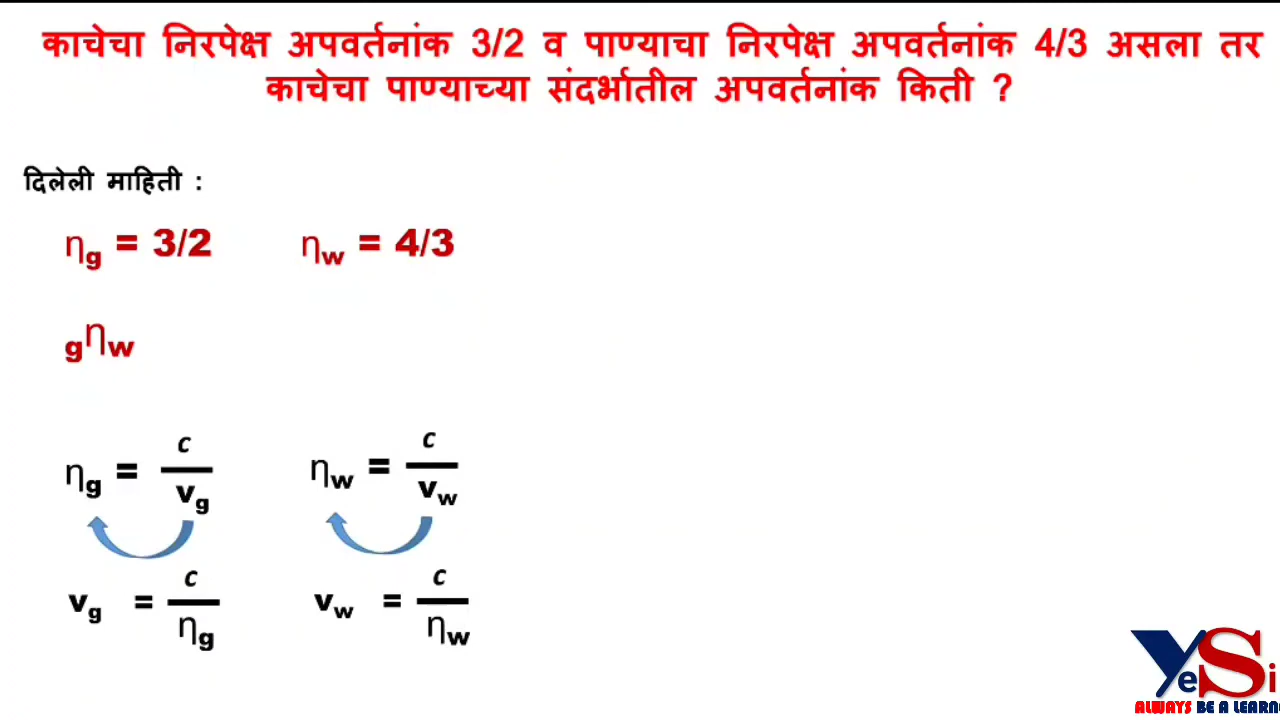 काचेचा निरपेक्ष अपवर्तनांक 3/2 व पाण्याचा निरपेक्ष अपवर्तनांक 4/3 असला तर
काचेचा पाण्याच्या संदर्भातील अपवर्तनांक किती ?
दिलेली माहिती :
ηg = 3/2 ηw = 4/3
gηw
ηg = c/vg ηw = c/vw
vg = c/ηg vw = c/ηw
YeSi
ALWAYS BE A LEARN